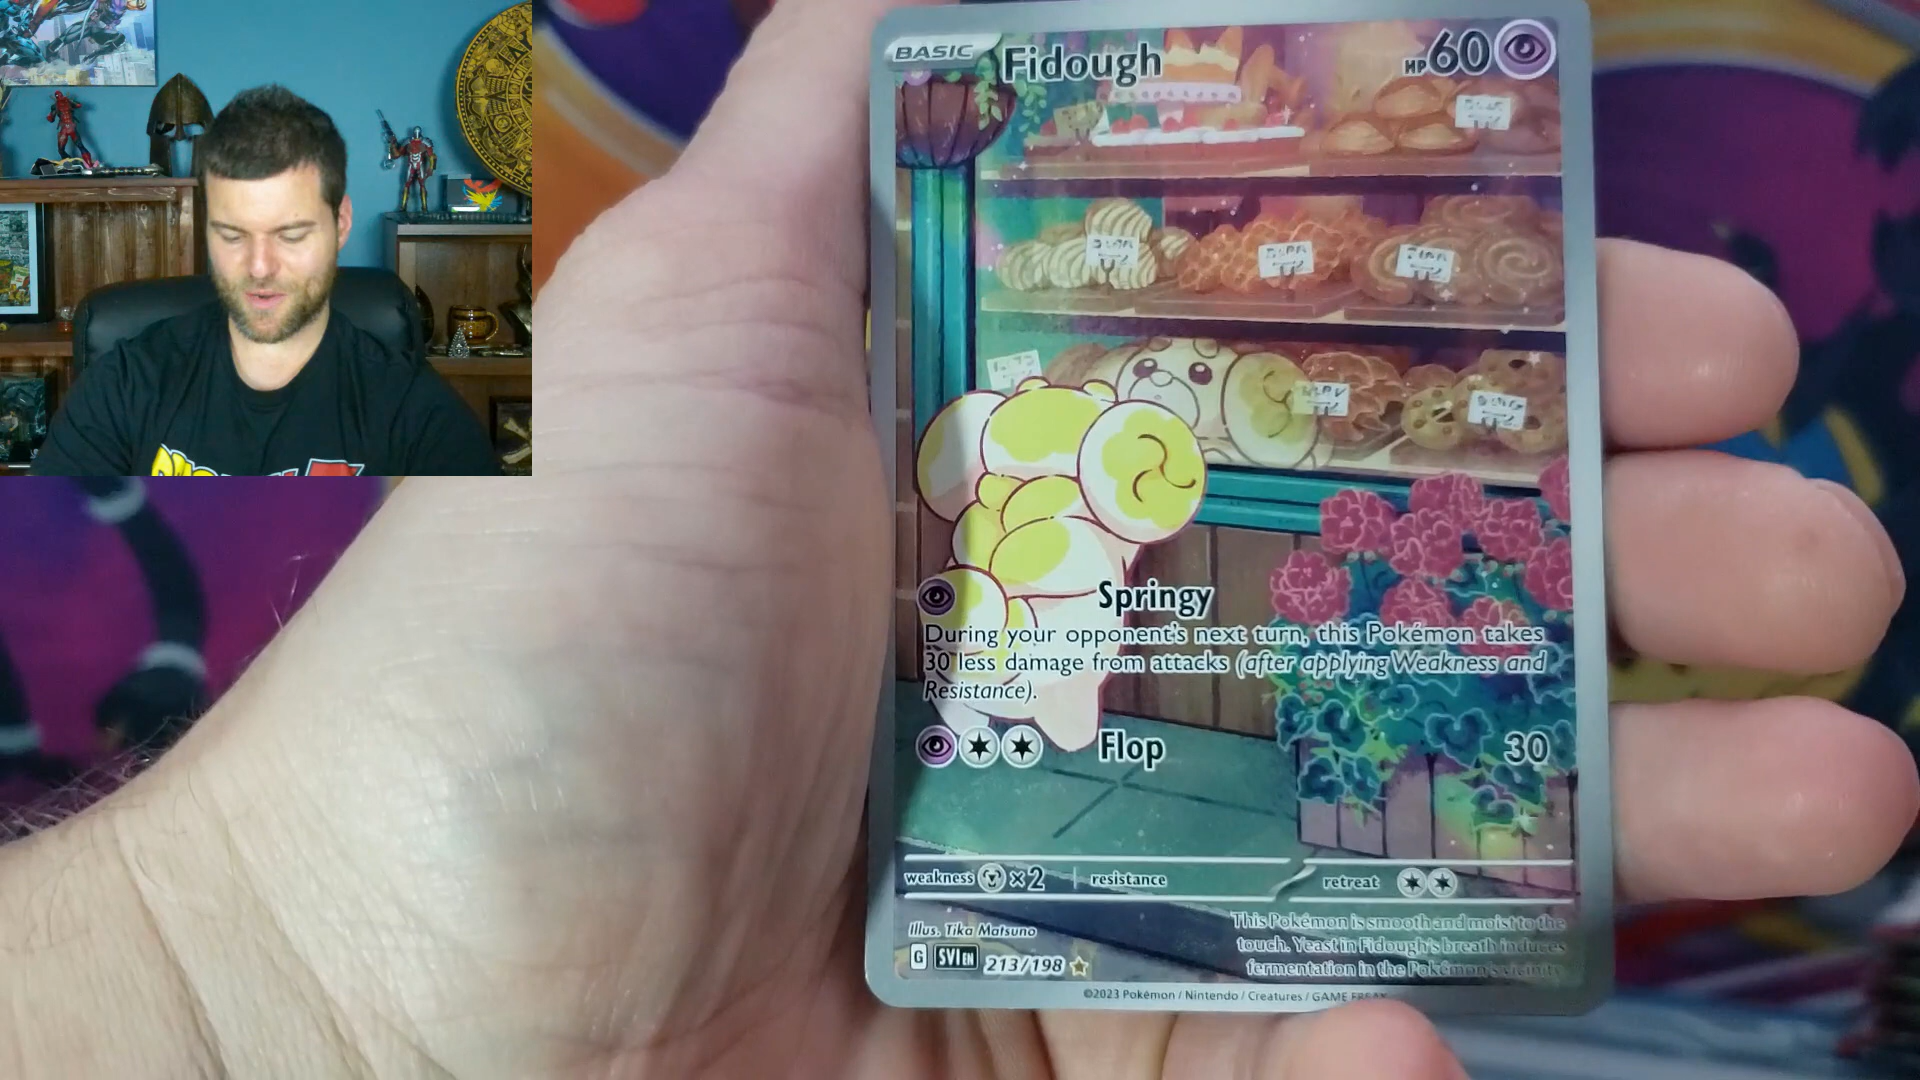 BASIC Fidough HP60
Springy
During your opponent's next turn, this Pokémon takes
30 less damage from attacks (after applying Weakness and
Resistance).
Flop 30
weakness ×2 resistance retreat
Illus. Tika Matsuno
G SVI EN 213/198
This Pokémon is smooth and moist to the
touch. Yeast in Fidough's breath induces
fermentation in the Pokémon's vicinity.
©2023 Pokémon / Nintendo / Creatures / GAME FREAK